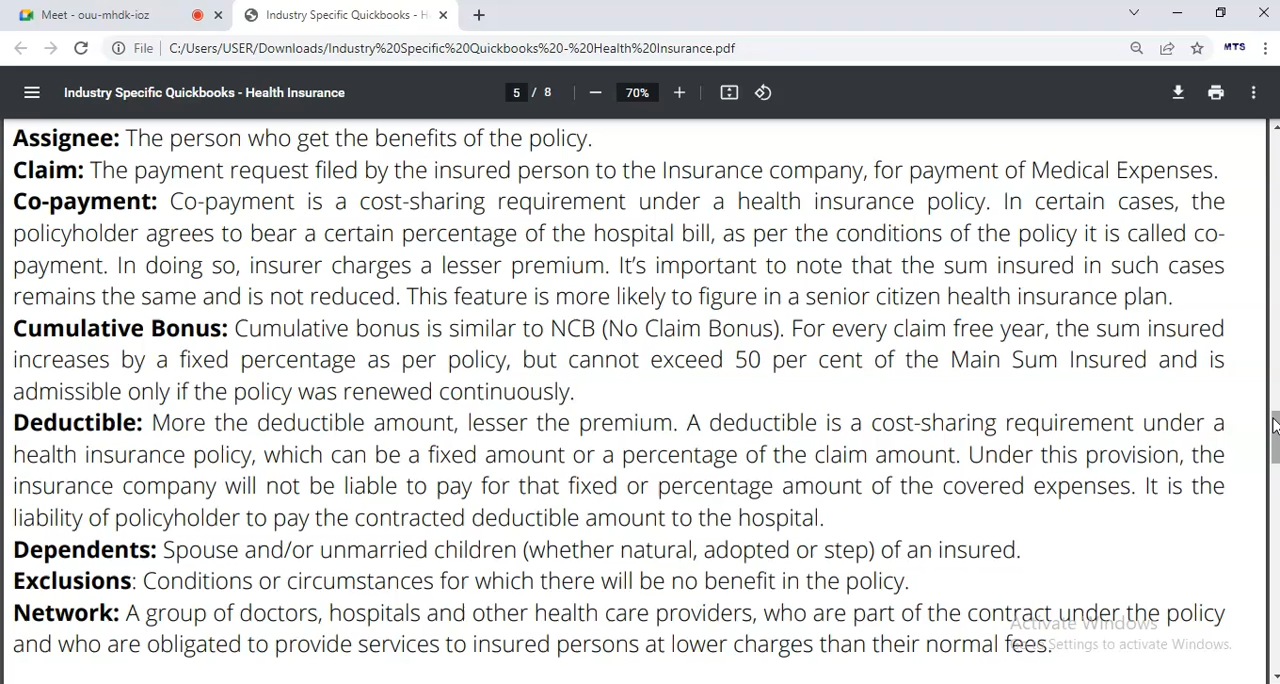 Meet - ouu-mhdk-ioz
Industry Specific Quickbooks - H
File C:/Users/USER/Downloads/Industry%20Specific%20Quickbooks%20-%20Health%20Insurance.pdf
MTS
Industry Specific Quickbooks - Health Insurance
5 / 8
70%
Assignee: The person who get the benefits of the policy.
Claim: The payment request filed by the insured person to the Insurance company, for payment of Medical Expenses.
Co-payment: Co-payment is a cost-sharing requirement under a health insurance policy. In certain cases, the
policyholder agrees to bear a certain percentage of the hospital bill, as per the conditions of the policy it is called co-
payment. In doing so, insurer charges a lesser premium. It's important to note that the sum insured in such cases
remains the same and is not reduced. This feature is more likely to figure in a senior citizen health insurance plan.
Cumulative Bonus: Cumulative bonus is similar to NCB (No Claim Bonus). For every claim free year, the sum insured
increases by a fixed percentage as per policy, but cannot exceed 50 per cent of the Main Sum Insured and is
admissible only if the policy was renewed continuously.
Deductible: More the deductible amount, lesser the premium. A deductible is a cost-sharing requirement under a
health insurance policy, which can be a fixed amount or a percentage of the claim amount. Under this provision, the
insurance company will not be liable to pay for that fixed or percentage amount of the covered expenses. It is the
liability of policyholder to pay the contracted deductible amount to the hospital.
Dependents: Spouse and/or unmarried children (whether natural, adopted or step) of an insured.
Exclusions: Conditions or circumstances for which there will be no benefit in the policy.
Network: A group of doctors, hospitals and other health care providers, who are part of the contract under the policy
and who are obligated to provide services to insured persons at lower charges than their normal fees.
Activate Windows
Settings to activate Windows.